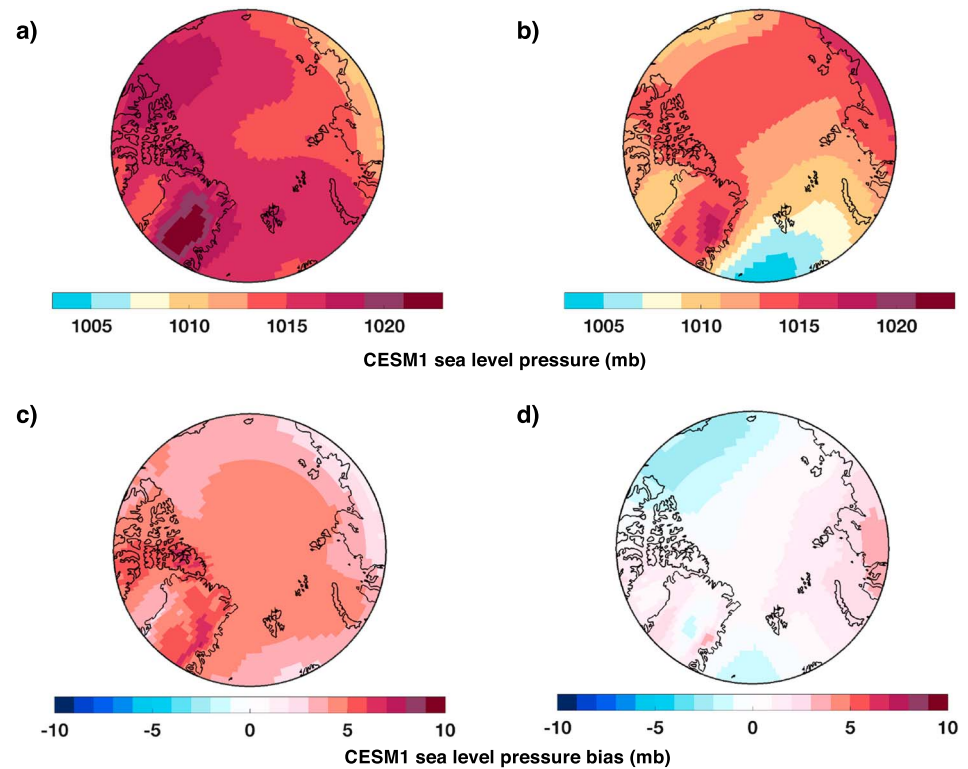 a)
b)
1005 1010 1015 1020
1005 1010 1015 1020
CESM1 sea level pressure (mb)
c)
d)
-10 -5 0 5 10
-10 -5 0 5 10
CESM1 sea level pressure bias (mb)